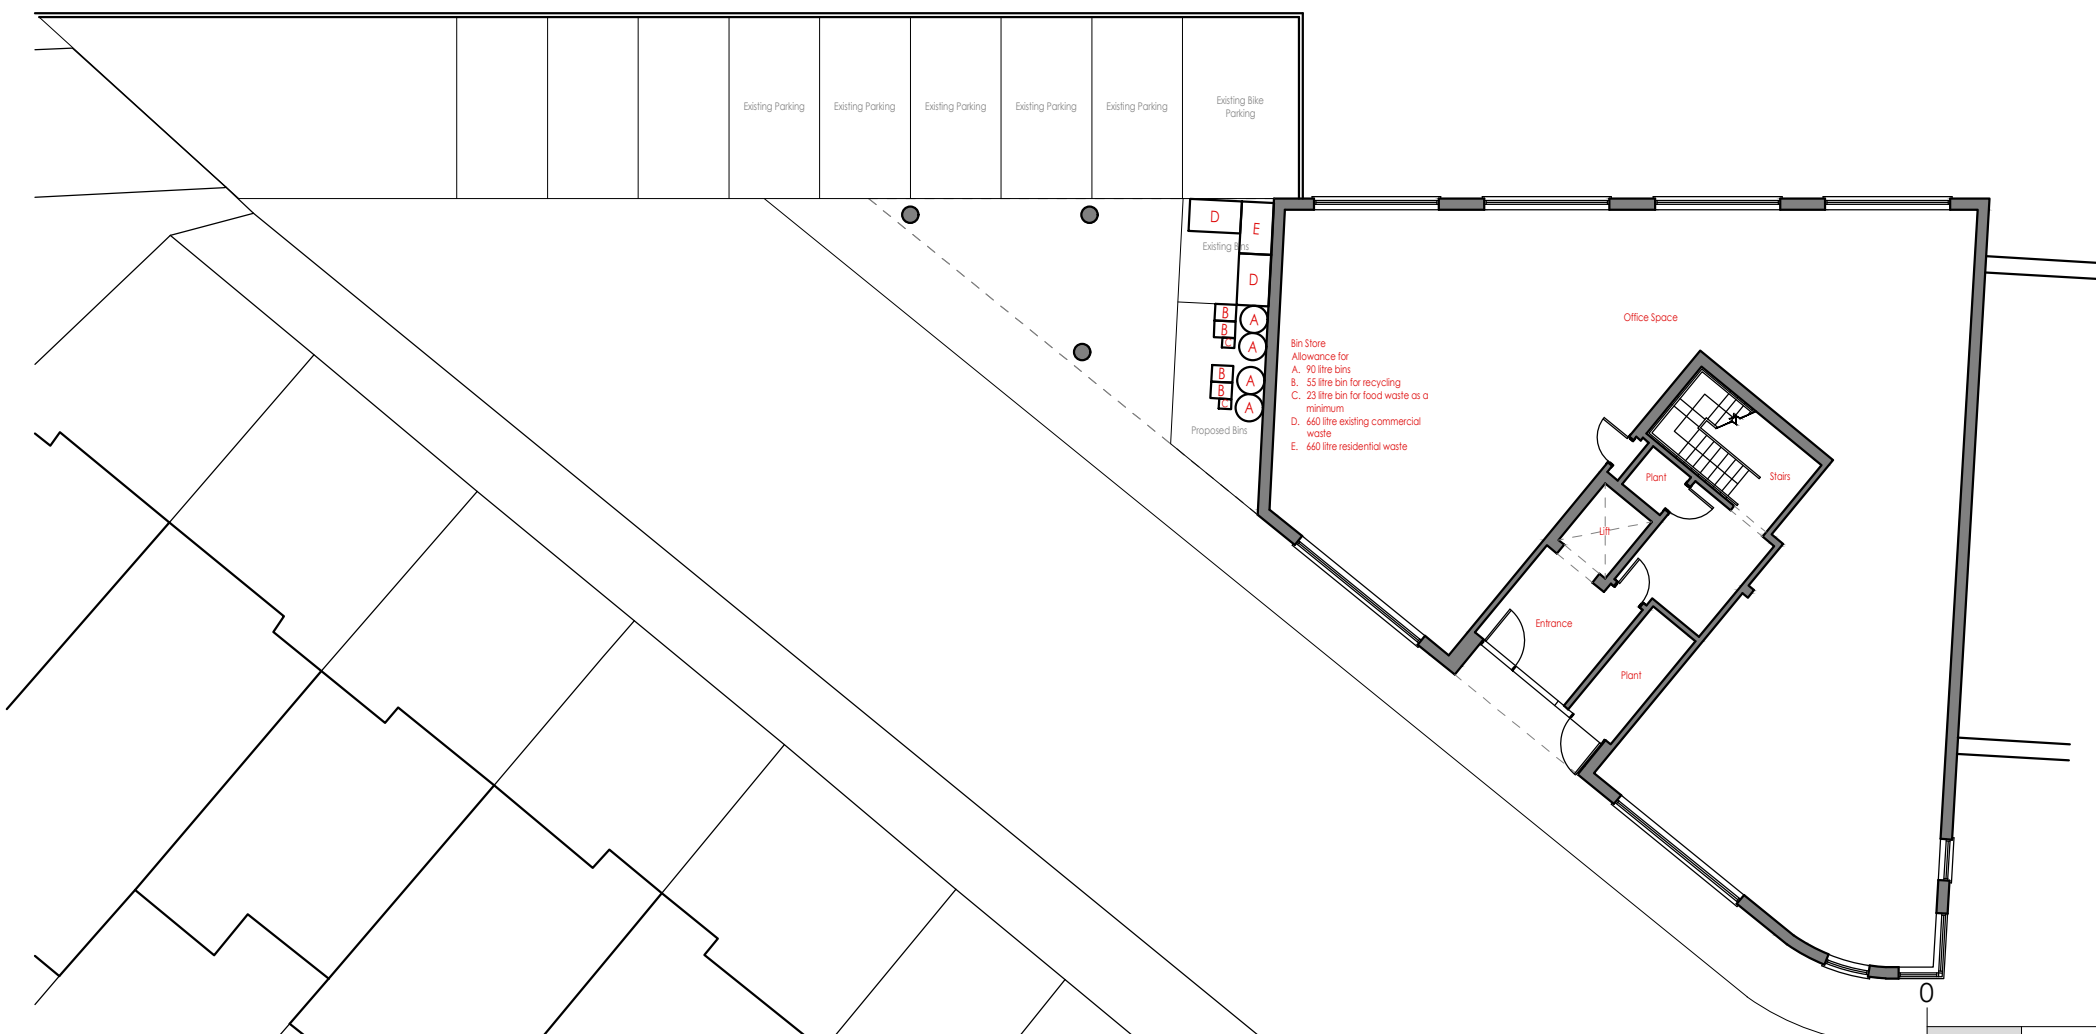 Existing Parking
Existing Parking
Existing Parking
Existing Parking
Existing Parking
Existing Bike
Parking
D
E
Existing Bins
D
B
A
B
C
A
B
A
B
C
A
Proposed Bins
Bin Store
Allowance for
A. 90 litre bins
B. 55 litre bin for recycling
C. 23 litre bin for food waste as a
minimum
D. 660 litre existing commercial
waste
E. 660 litre residential waste
Office Space
Plant
Stairs
Lift
Entrance
Plant
0